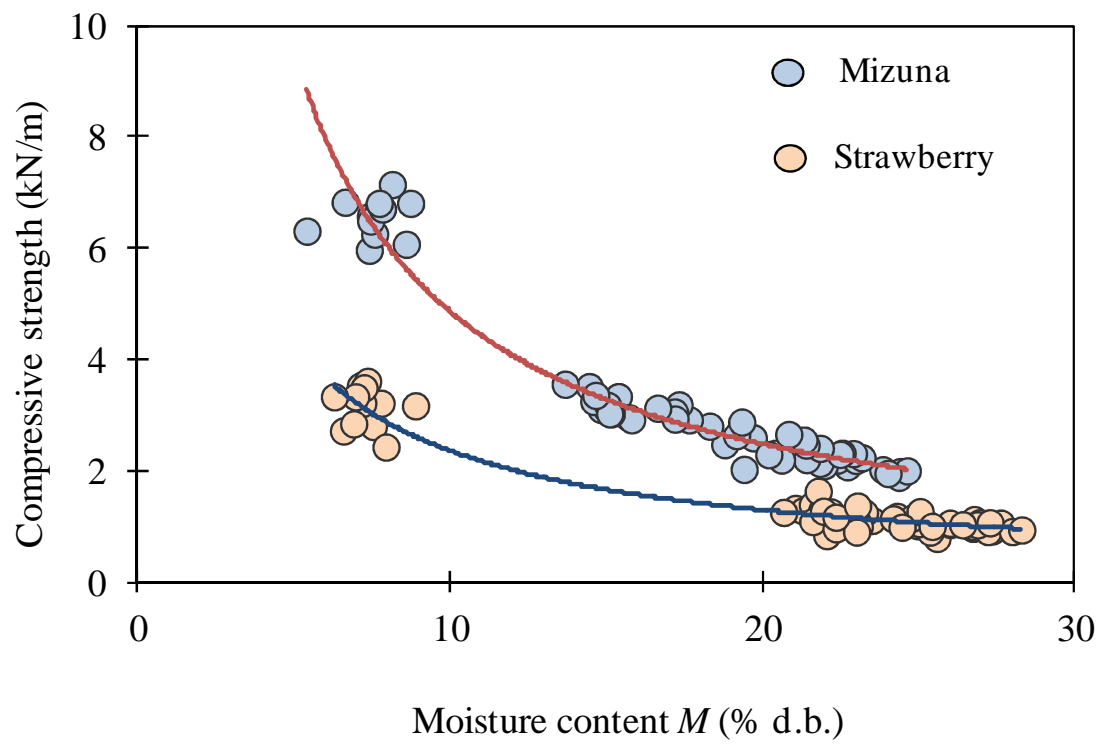 10
8
6
4
2
0
Compressive strength (kN/m)
Mizuna
Strawberry
0 10 20 30
Moisture content M (% d.b.)